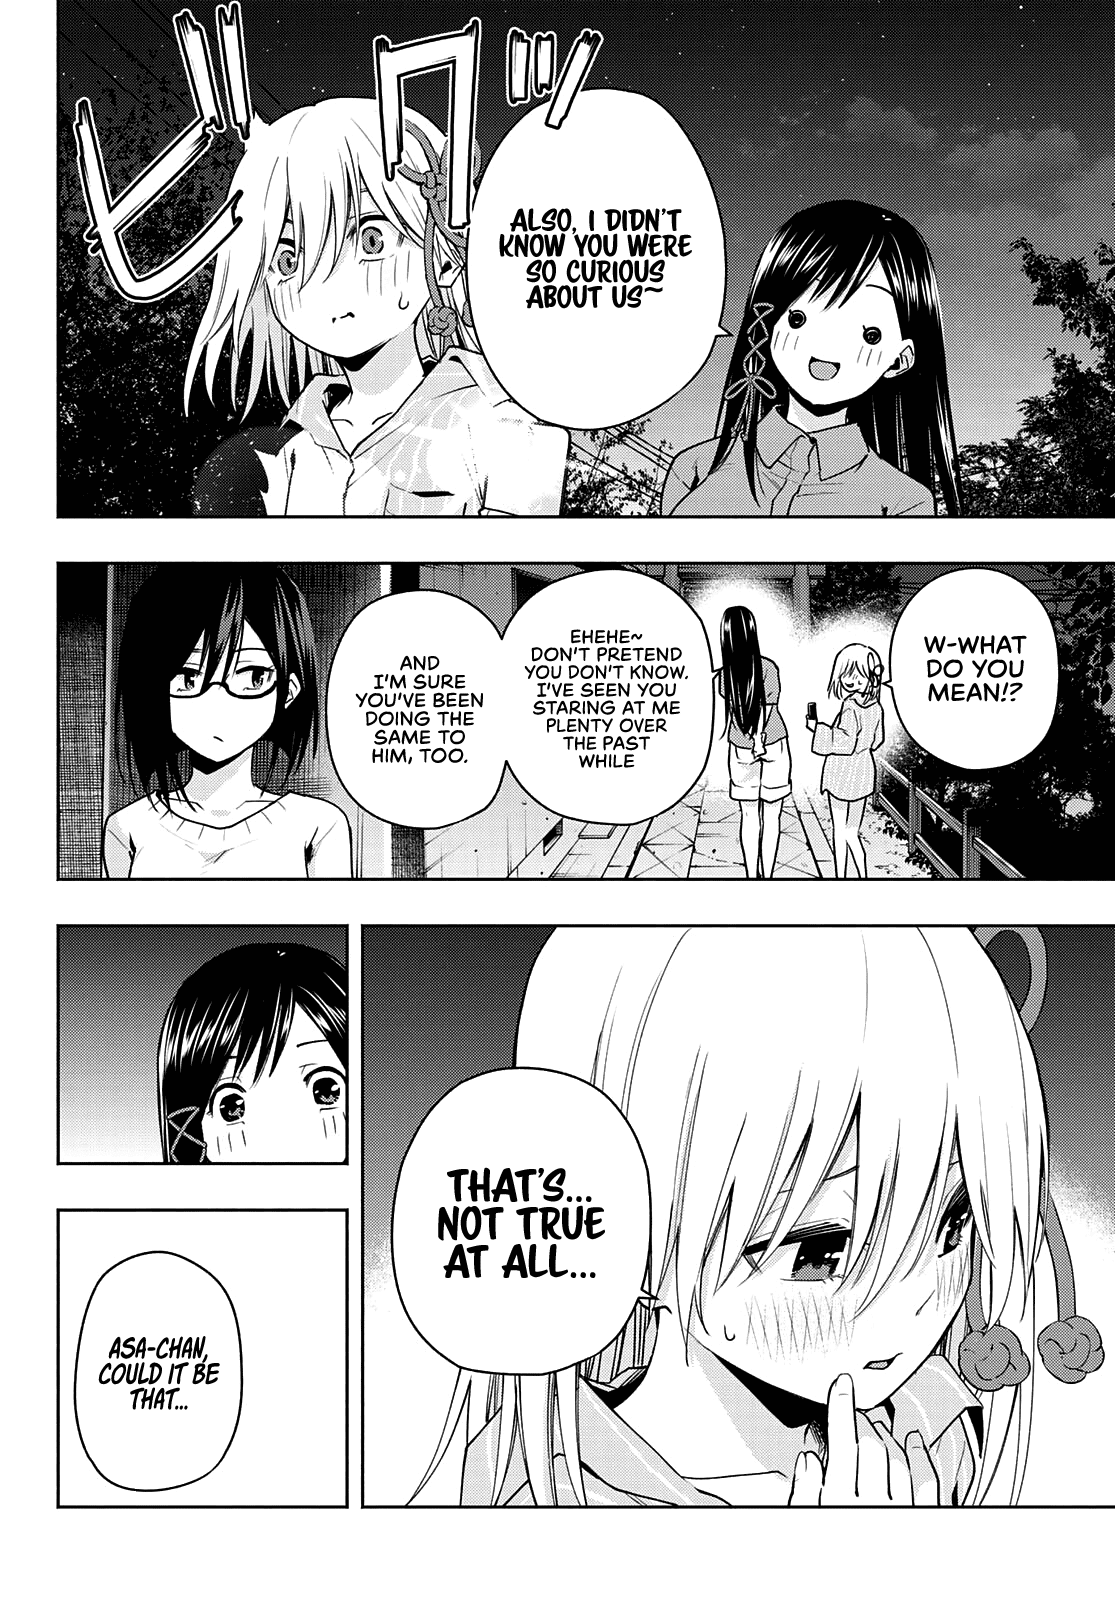 ビクッ
ALSO, I DIDN'T
KNOW YOU WERE
SO CURIOUS
ABOUT US~
W-WHAT
DO YOU
MEAN!?
EHEHE~
DON'T PRETEND
YOU DON'T KNOW.
I'VE SEEN YOU
STARING AT ME
PLENTY OVER
THE PAST
WHILE
AND
I'M SURE
YOU'VE BEEN
DOING THE
SAME TO
HIM, TOO.
THAT'S...
NOT TRUE
AT ALL...
ASA-CHAN,
COULD IT BE
THAT...